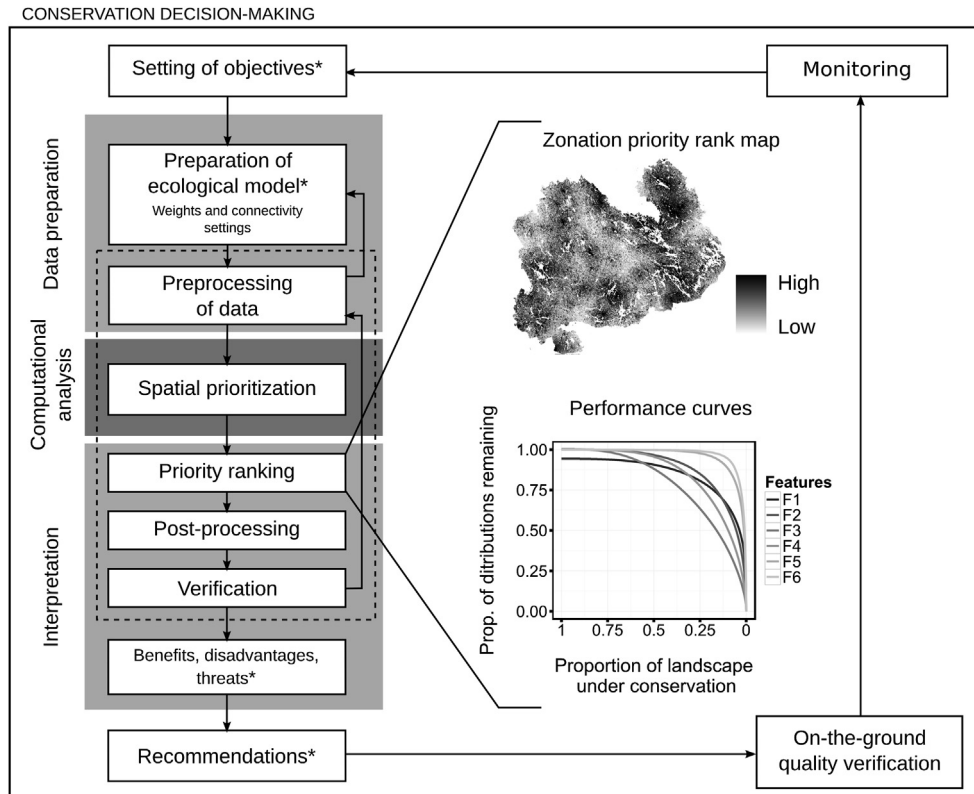 CONSERVATION DECISION-MAKING
Setting of objectives*
Monitoring
Data preparation
Preparation of
ecological model*
Weights and connectivity
settings
Preprocessing
of data
Computational
analysis
Spatial prioritization
Interpretation
Priority ranking
Post-processing
Verification
Benefits, disadvantages,
threats*
Recommendations*
On-the-ground
quality verification
Zonation priority rank map
High
Low
Performance curves
Prop. of ditributions remaining
1.00
0.75
0.50
0.25
0.00
1 0.75 0.5 0.25 0
Proportion of landscape
under conservation
Features
F1
F2
F3
F4
F5
F6